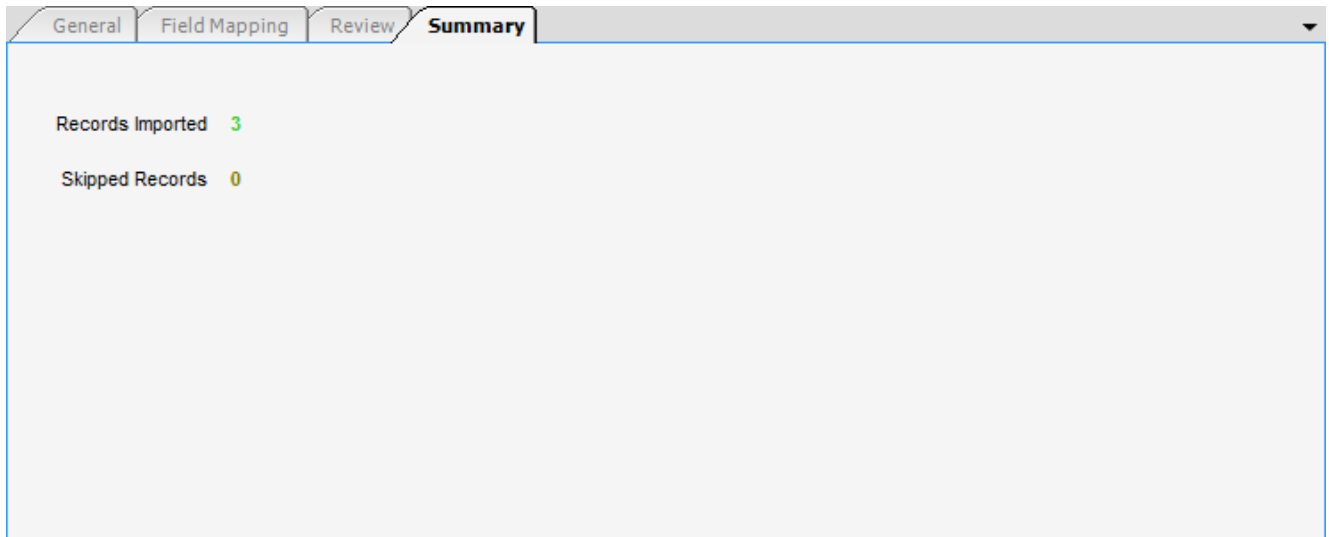 General Field Mapping Review Summary
Records Imported 3
Skipped Records 0